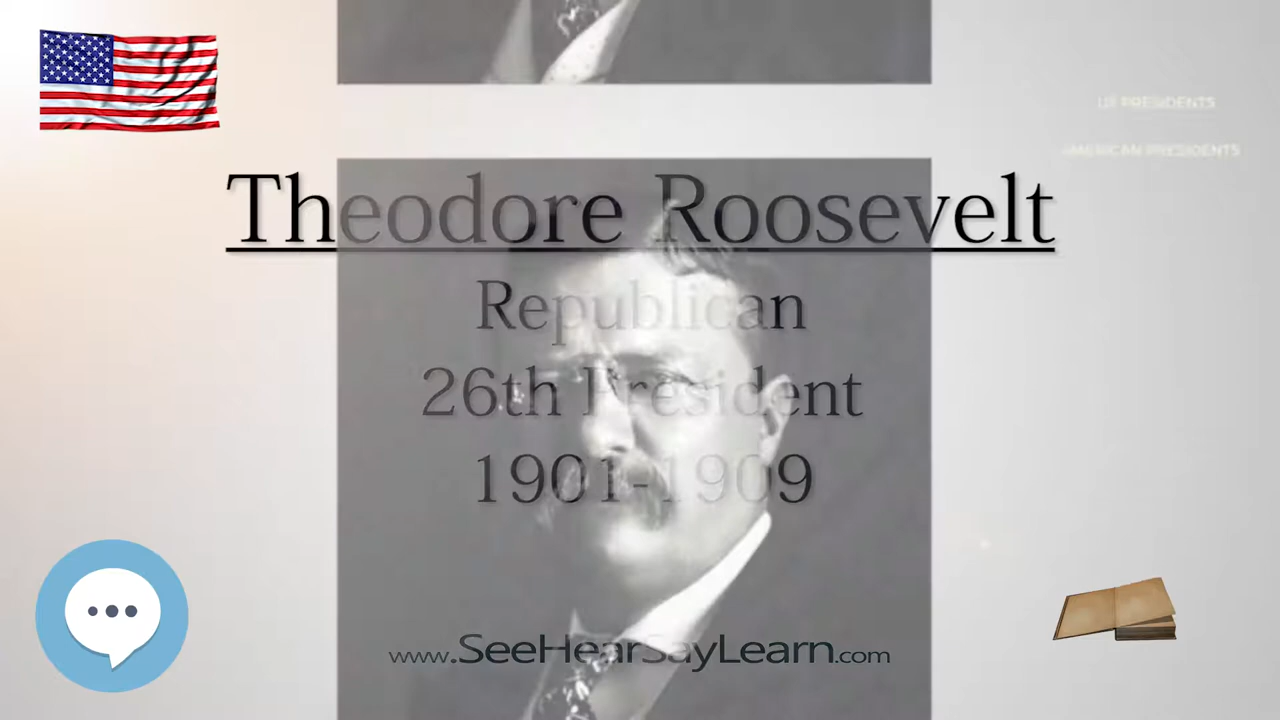 US PRESIDENTS
AMERICAN PRESIDENTS
Theodore Roosevelt
Republican
26th President
1901-1909
www.SeeHearSayLearn.com